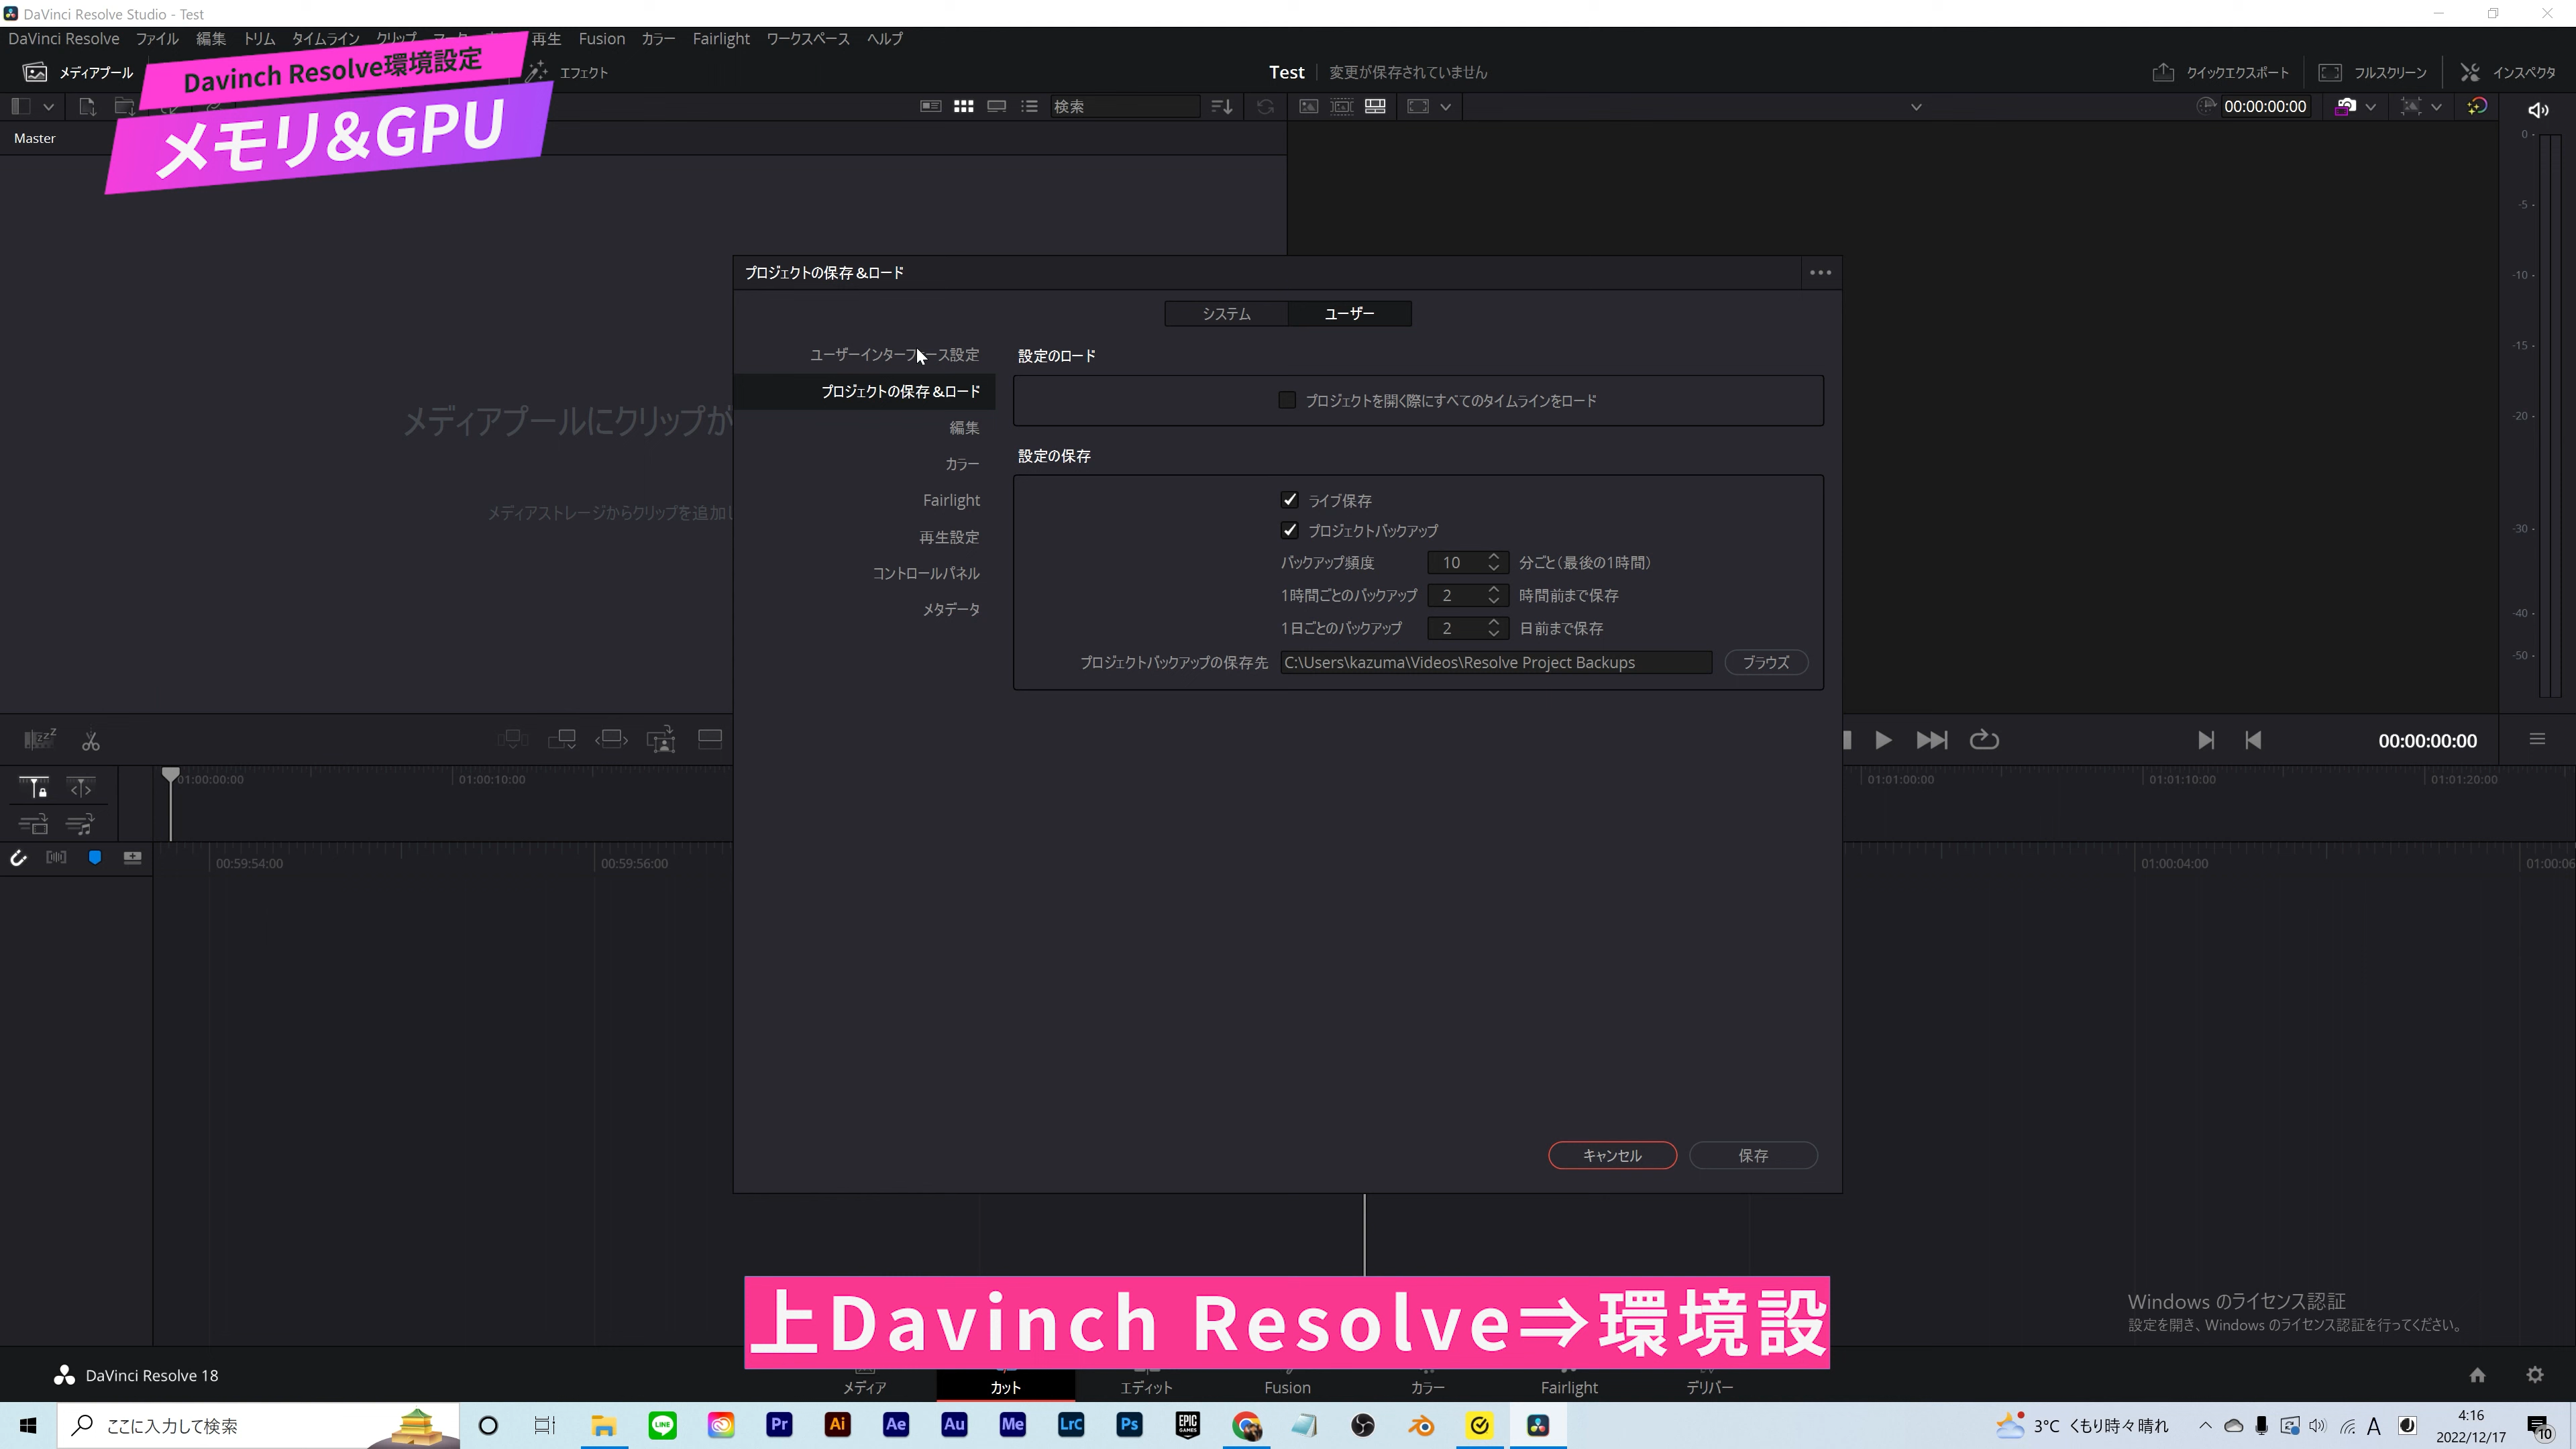 DaVinci Resolve Studio - Test
DaVinci Resolve ファイル 編集 トリム タイムライン クリップ 再生 Fusion カラー Fairlight ワークスペース ヘルプ
Davinch Resolve環境設定
メモリ&GPU
メディアプール エフェクト Test 変更が保存されていません クイックエクスポート フルスクリーン インスペクタ
検索 00:00:00:00
Master
0
-5
-10
-15
-20
-30
-40
-50
メディアプールにクリップが
メディアストレージからクリップを追加し
プロジェクトの保存&ロード
システム ユーザー
ユーザーインターフェース設定
プロジェクトの保存&ロード
編集
カラー
Fairlight
再生設定
コントロールパネル
メタデータ
設定のロード
プロジェクトを開く際にすべてのタイムラインをロード
設定の保存
ライブ保存
プロジェクトバックアップ
バックアップ頻度 10 分ごと(最後の1時間)
1時間ごとのバックアップ 2 時間前まで保存
1日ごとのバックアップ 2 日前まで保存
プロジェクトバックアップの保存先 C:\Users\kazuma\Videos\Resolve Project Backups ブラウズ
キャンセル 保存
00:00:00:00
01:00:00:00 01:00:10:00 01:01:00:00 01:01:10:00 01:01:20:00
00:59:54:00 00:59:56:00 01:00:04:00 01:00:06
上Davinch Resolve⇒環境設
Windows のライセンス認証
設定を開き、Windows のライセンス認証を行ってください。
DaVinci Resolve 18
メディア カット エディット Fusion カラー Fairlight デリバー
ここに入力して検索
LINE Pr Ai Ae Au Me LrC Ps EPIC GAMES
3°C くもり時々晴れ A 4:16
2022/12/17 10